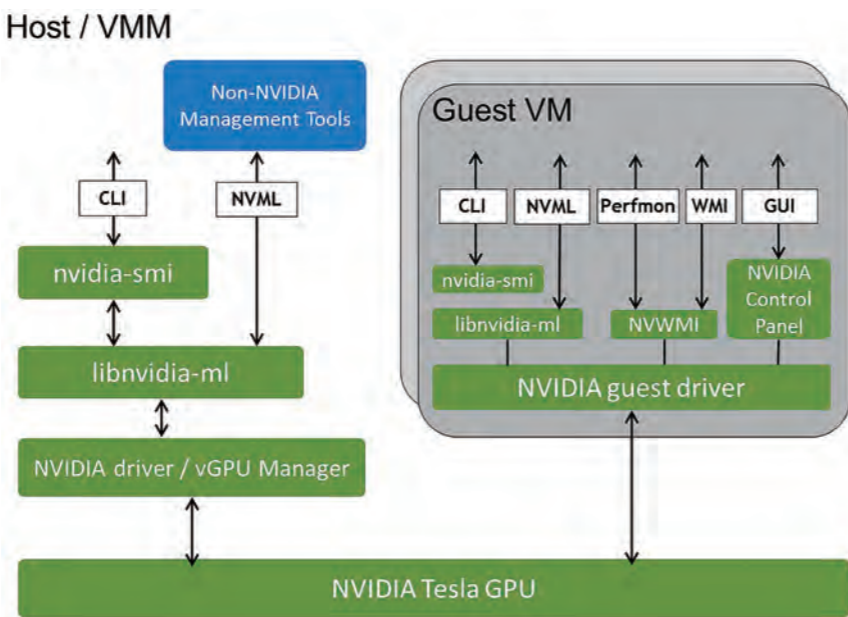 Host / VMM
Non-NVIDIA
Management Tools
CLI
NVML
nvidia-smi
libnvidia-ml
NVIDIA driver / vGPU Manager
Guest VM
CLI
NVML
Perfmon
WMI
GUI
nvidia-smi
libnvidia-ml
NVWMI
NVIDIA
Control
Panel
NVIDIA guest driver
NVIDIA Tesla GPU